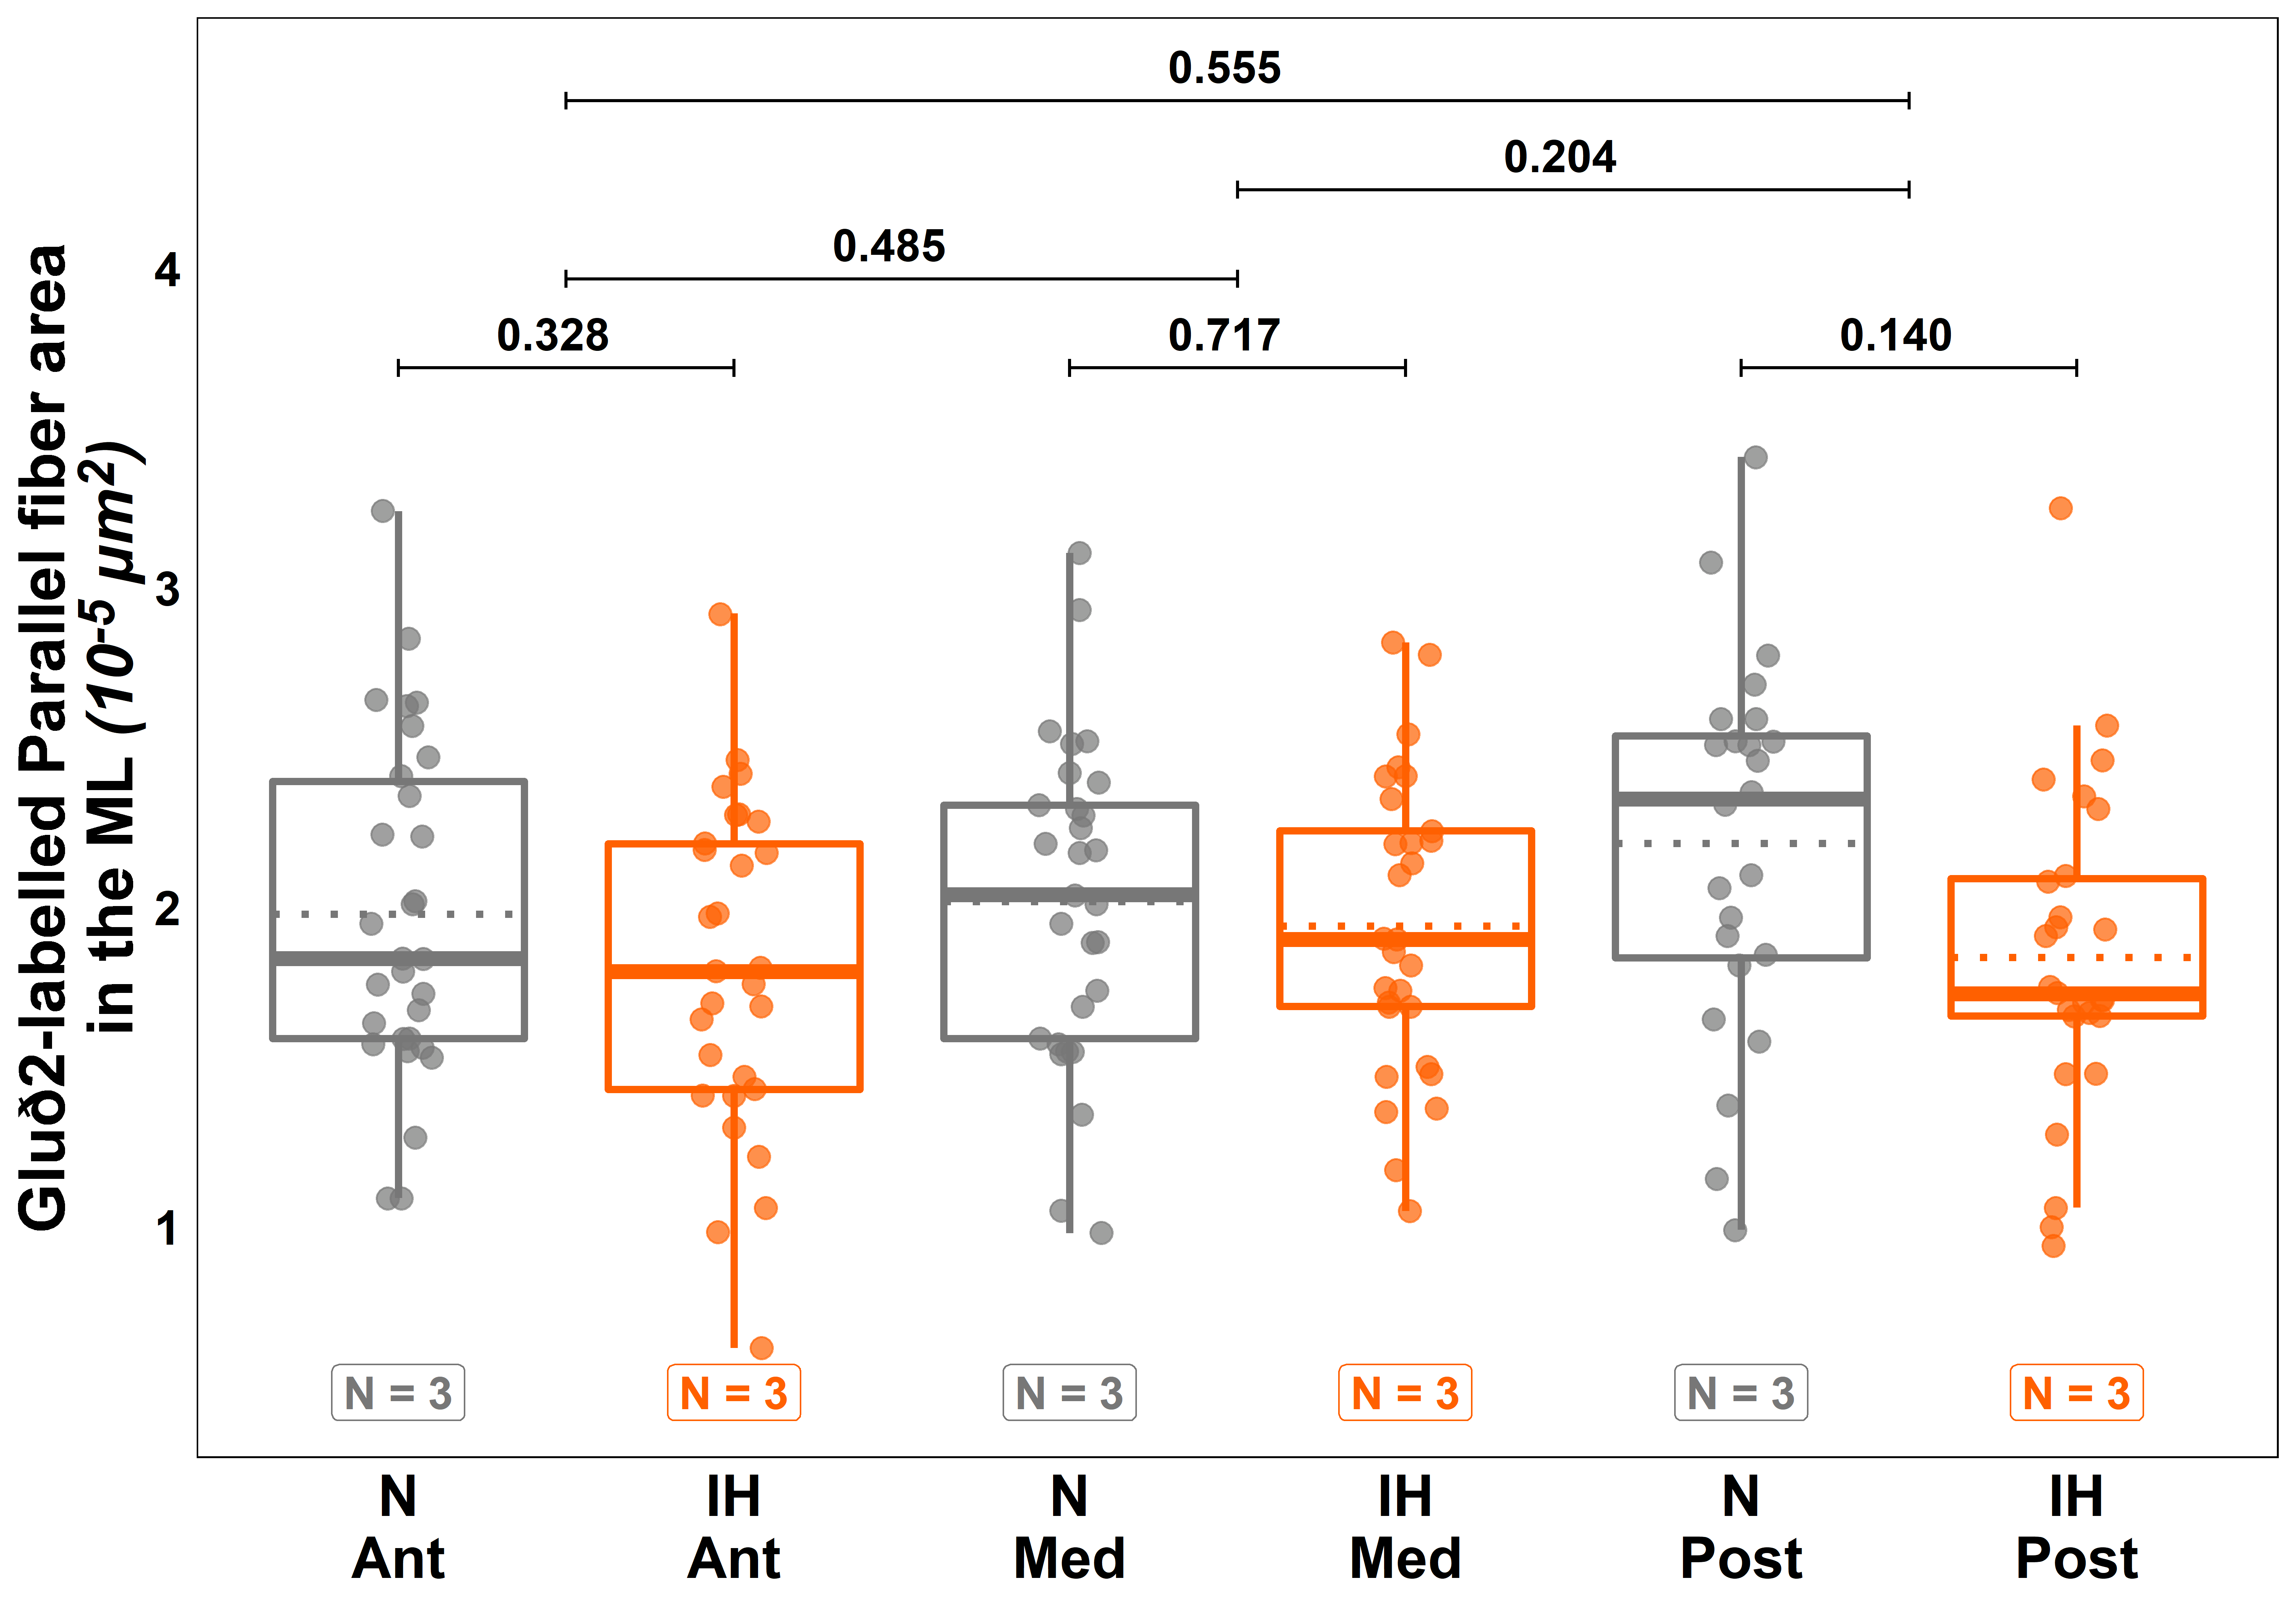 0.555
0.204
0.485
0.328 0.717 0.140
Gluð2-labelled Parallel fiber area
in the ML (10⁻⁵ µm²)
4
3
2
1
N = 3 N = 3 N = 3 N = 3 N = 3 N = 3
N IH N IH N IH
Ant Ant Med Med Post Post